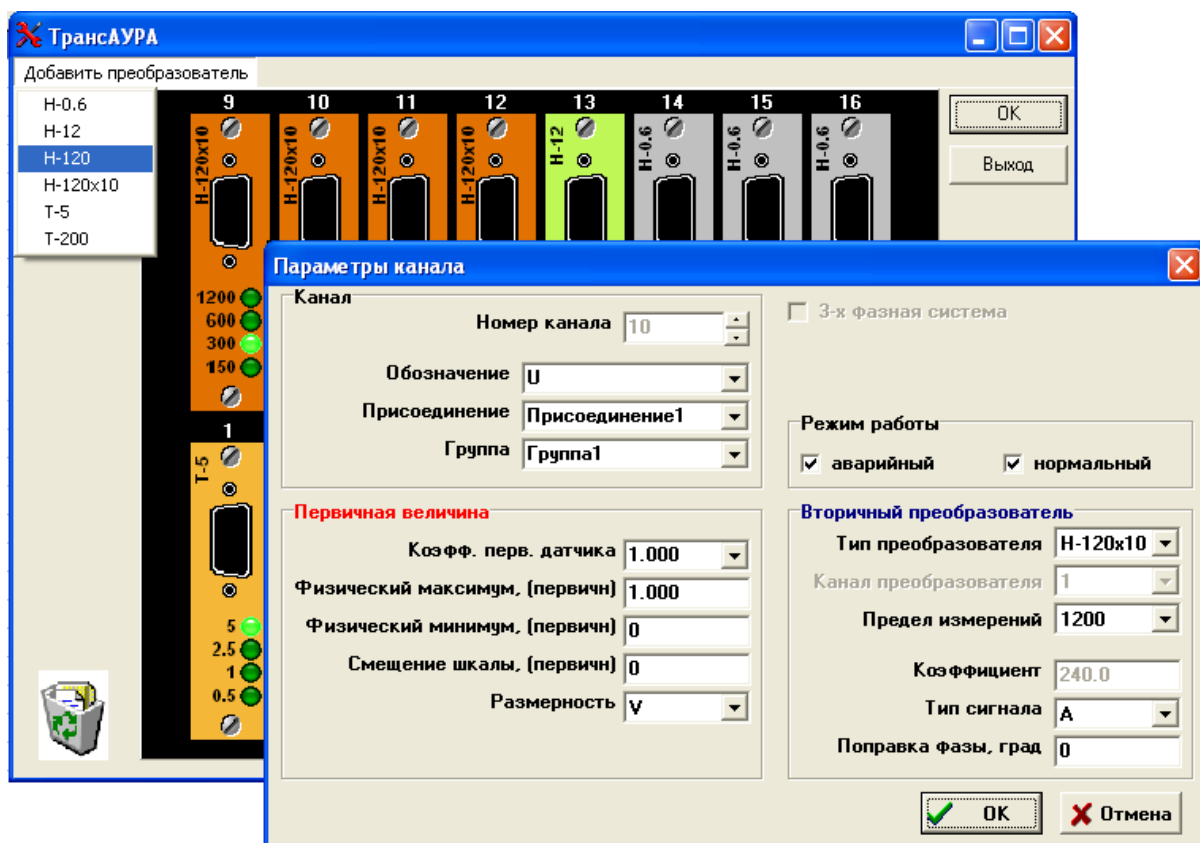 ТрансАУРА
Добавить преобразователь
Н-0.6
Н-12
Н-120
Н-120х10
Т-5
Т-200
9 10 11 12 13 14 15 16
Н-120х10 Н-120х10 Н-120х10 Н-120х10 Н-12 Н-0.6 Н-0.6 Н-0.6
OK
Выход
1200
600
300
150
1
Т-5
5
2.5
1
0.5
Параметры канала
Канал
Номер канала 10
Обозначение U
Присоединение Присоединение1
Группа Группа1
3-х фазная система
Режим работы
аварийный нормальный
Первичная величина
Коэфф. перв. датчика 1.000
Физический максимум, (первичн) 1.000
Физический минимум, (первичн) 0
Смещение шкалы, (первичн) 0
Размерность V
Вторичный преобразователь
Тип преобразователя Н-120х10
Канал преобразователя 1
Предел измерений 1200
Коэффициент 240.0
Тип сигнала А
Поправка фазы, град 0
OK Отмена